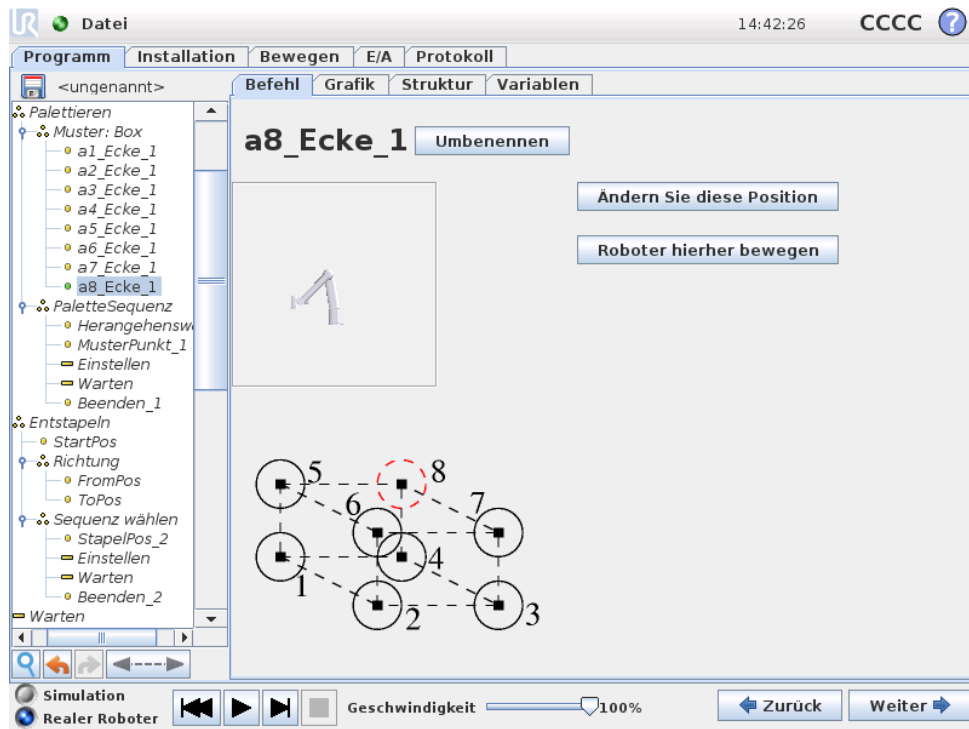 UR Datei 14:42:26 CCCC ?
Programm Installation Bewegen E/A Protokoll
<ungenannt>
Befehl Grafik Struktur Variablen
Palettieren
Muster: Box
a1_Ecke_1
a2_Ecke_1
a3_Ecke_1
a4_Ecke_1
a5_Ecke_1
a6_Ecke_1
a7_Ecke_1
a8_Ecke_1
PaletteSequenz
Herangehensw
MusterPunkt_1
Einstellen
Warten
Beenden_1
Entstapeln
StartPos
Richtung
FromPos
ToPos
Sequenz wählen
StapelPos_2
Einstellen
Warten
Beenden_2
Warten
a8_Ecke_1 Umbenennen
Ändern Sie diese Position
Roboter hierher bewegen
5 8
6 7
1 4
2 3
Simulation
Realer Roboter
Geschwindigkeit 100%
Zurück Weiter